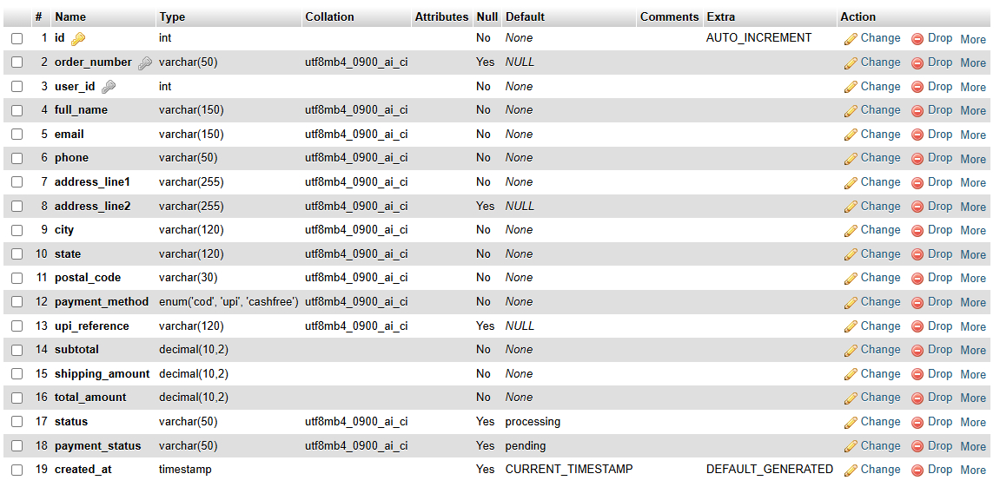 # Name Type Collation Attributes Null Default Comments Extra Action
1 id int No None AUTO_INCREMENT Change Drop More
2 order_number varchar(50) utf8mb4_0900_ai_ci Yes NULL Change Drop More
3 user_id int No None Change Drop More
4 full_name varchar(150) utf8mb4_0900_ai_ci No None Change Drop More
5 email varchar(150) utf8mb4_0900_ai_ci No None Change Drop More
6 phone varchar(50) utf8mb4_0900_ai_ci No None Change Drop More
7 address_line1 varchar(255) utf8mb4_0900_ai_ci No None Change Drop More
8 address_line2 varchar(255) utf8mb4_0900_ai_ci Yes NULL Change Drop More
9 city varchar(120) utf8mb4_0900_ai_ci No None Change Drop More
10 state varchar(120) utf8mb4_0900_ai_ci No None Change Drop More
11 postal_code varchar(30) utf8mb4_0900_ai_ci No None Change Drop More
12 payment_method enum('cod', 'upi', 'cashfree') utf8mb4_0900_ai_ci No None Change Drop More
13 upi_reference varchar(120) utf8mb4_0900_ai_ci Yes NULL Change Drop More
14 subtotal decimal(10,2) No None Change Drop More
15 shipping_amount decimal(10,2) No None Change Drop More
16 total_amount decimal(10,2) No None Change Drop More
17 status varchar(50) utf8mb4_0900_ai_ci Yes processing Change Drop More
18 payment_status varchar(50) utf8mb4_0900_ai_ci Yes pending Change Drop More
19 created_at timestamp Yes CURRENT_TIMESTAMP DEFAULT_GENERATED Change Drop More